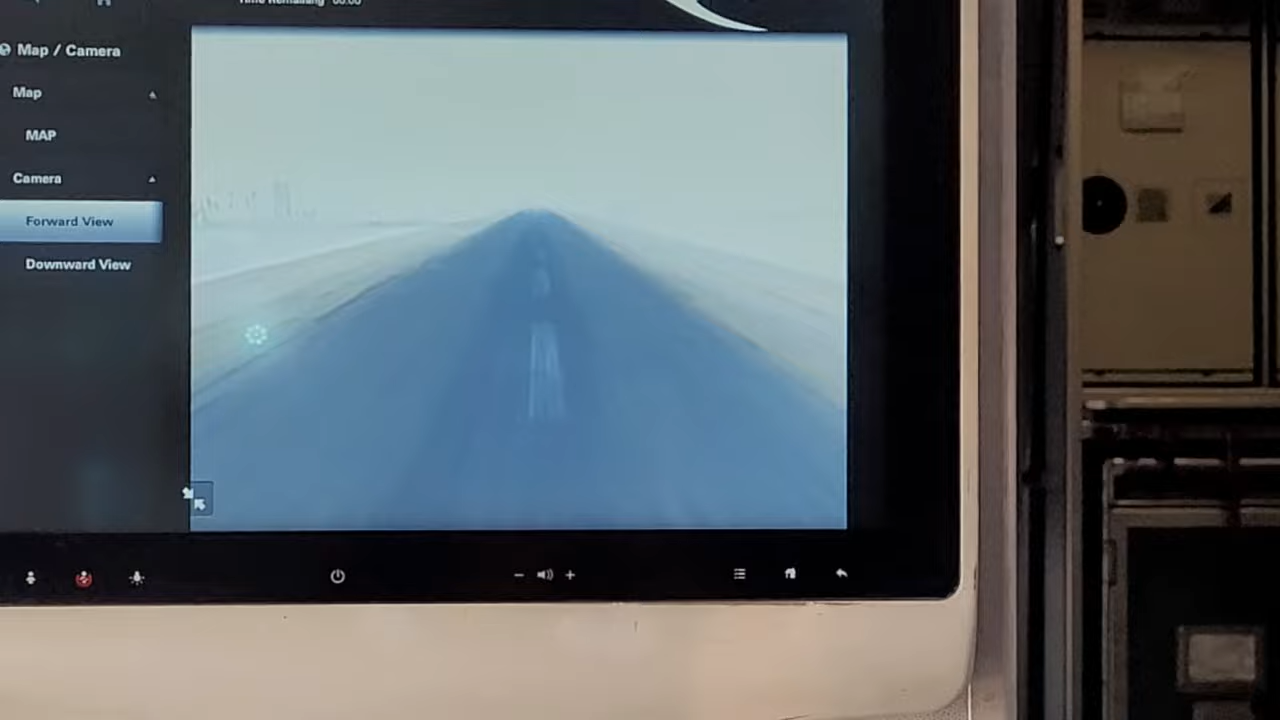 Time Remaining 00:00
Map / Camera
Map
MAP
Camera
Forward View
Downward View